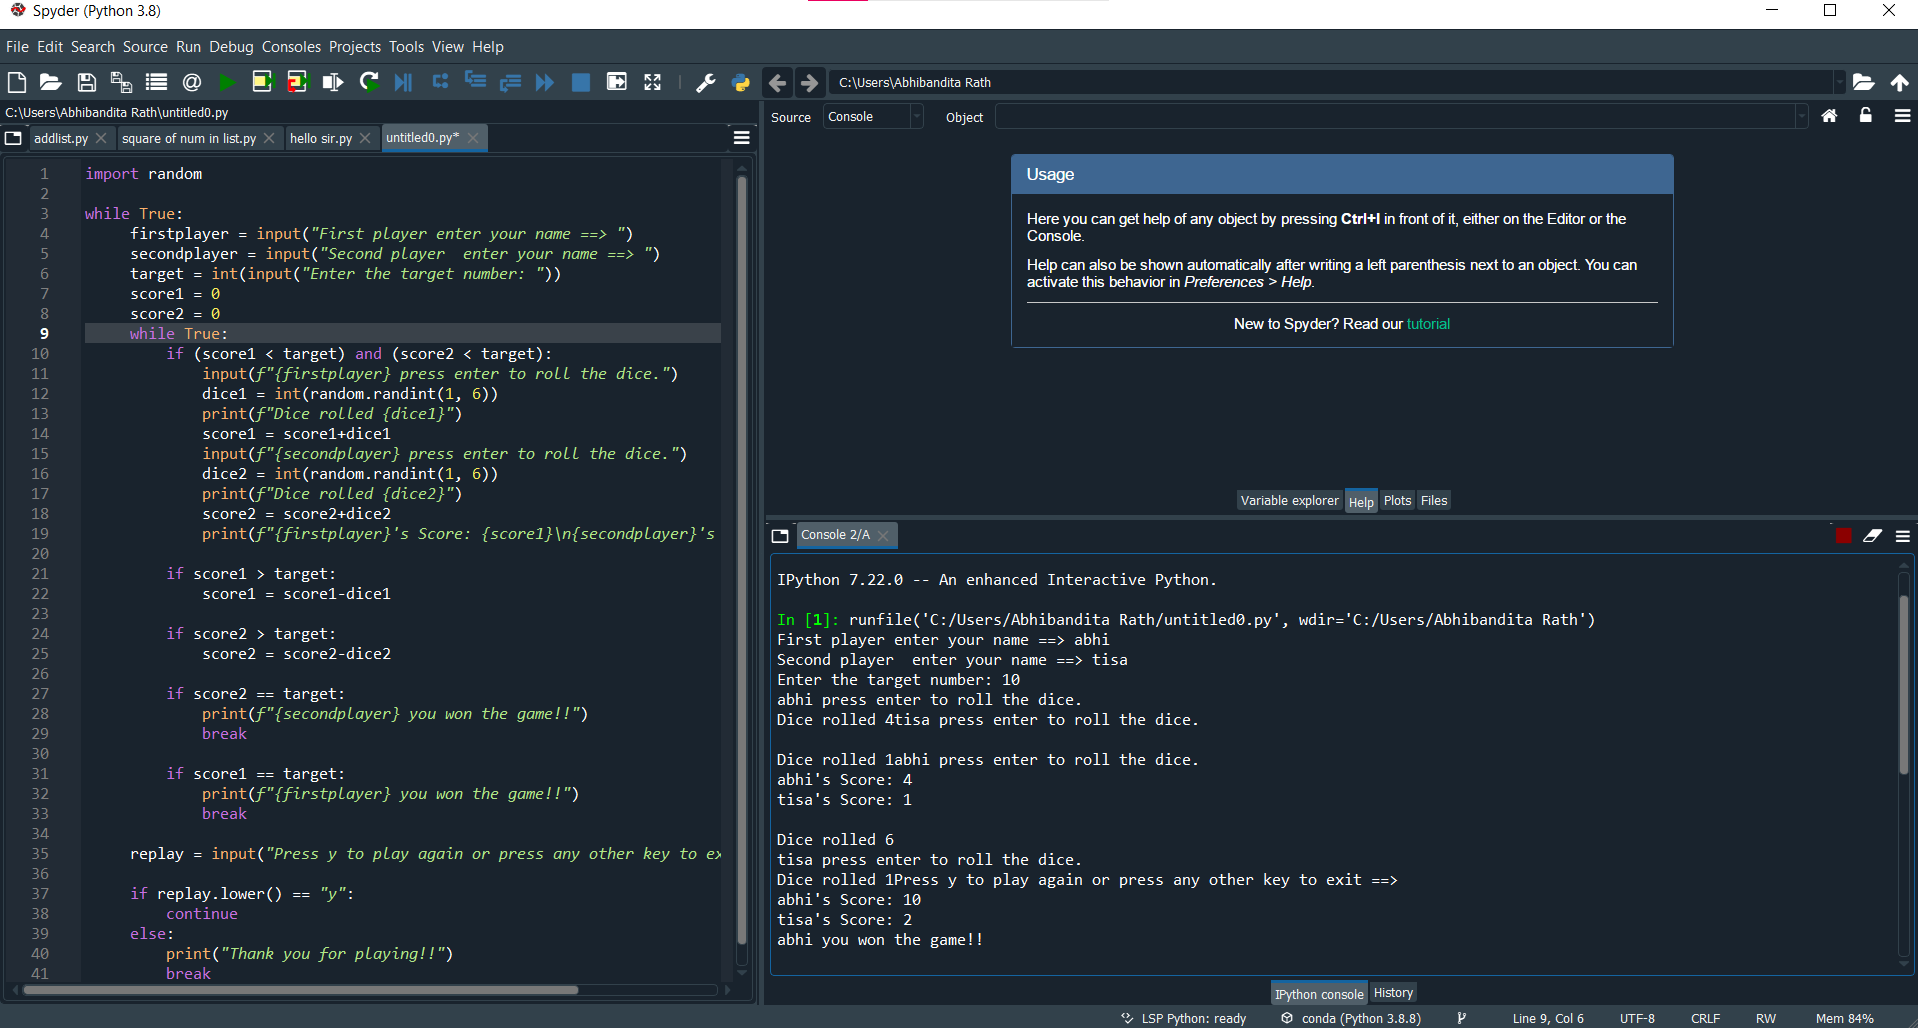 Spyder (Python 3.8)
File Edit Search Source Run Debug Consoles Projects Tools View Help
C:\Users\Abhibandita Rath
C:\Users\Abhibandita Rath\untitled0.py
addlist.py square of num in list.py hello sir.py untitled0.py*
1 import random
2
3 while True:
4 firstplayer = input("First player enter your name ==> ")
5 secondplayer = input("Second player  enter your name ==> ")
6 target = int(input("Enter the target number: "))
7 score1 = 0
8 score2 = 0
9 while True:
10 if (score1 < target) and (score2 < target):
11 input(f"{firstplayer} press enter to roll the dice.")
12 dice1 = int(random.randint(1, 6))
13 print(f"Dice rolled {dice1}")
14 score1 = score1+dice1
15 input(f"{secondplayer} press enter to roll the dice.")
16 dice2 = int(random.randint(1, 6))
17 print(f"Dice rolled {dice2}")
18 score2 = score2+dice2
19 print(f"{firstplayer}'s Score: {score1}\n{secondplayer}'s
20
21 if score1 > target:
22 score1 = score1-dice1
23
24 if score2 > target:
25 score2 = score2-dice2
26
27 if score2 == target:
28 print(f"{secondplayer} you won the game!!")
29 break
30
31 if score1 == target:
32 print(f"{firstplayer} you won the game!!")
33 break
34
35 replay = input("Press y to play again or press any other key to ex
36
37 if replay.lower() == "y":
38 continue
39 else:
40 print("Thank you for playing!!")
41 break
Source Console Object
Usage
Here you can get help of any object by pressing Ctrl+I in front of it, either on the Editor or the
Console.
Help can also be shown automatically after writing a left parenthesis next to an object. You can
activate this behavior in Preferences > Help.
New to Spyder? Read our tutorial
Variable explorer Help Plots Files
Console 2/A
IPython 7.22.0 -- An enhanced Interactive Python.
In [1]: runfile('C:/Users/Abhibandita Rath/untitled0.py', wdir='C:/Users/Abhibandita Rath')
First player enter your name ==> abhi
Second player  enter your name ==> tisa
Enter the target number: 10
abhi press enter to roll the dice.
Dice rolled 4tisa press enter to roll the dice.
Dice rolled 1abhi press enter to roll the dice.
abhi's Score: 4
tisa's Score: 1
Dice rolled 6
tisa press enter to roll the dice.
Dice rolled 1Press y to play again or press any other key to exit ==>
abhi's Score: 10
tisa's Score: 2
abhi you won the game!!
IPython console History
LSP Python: ready conda (Python 3.8.8) Line 9, Col 6 UTF-8 CRLF RW Mem 84%